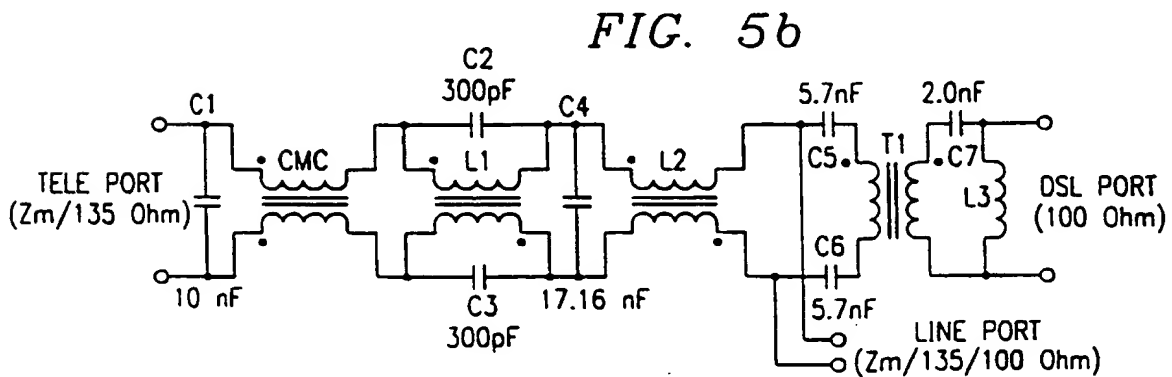 FIG. 5b
C2
300pF
C1
C4
5.7nF
2.0nF
CMC
L1
L2
C5
T1
C7
TELE PORT
(Zm/135 Ohm)
L3
DSL PORT
(100 Ohm)
C6
10 nF
C3
300pF
17.16 nF
5.7nF
LINE PORT
(Zm/135/100 Ohm)